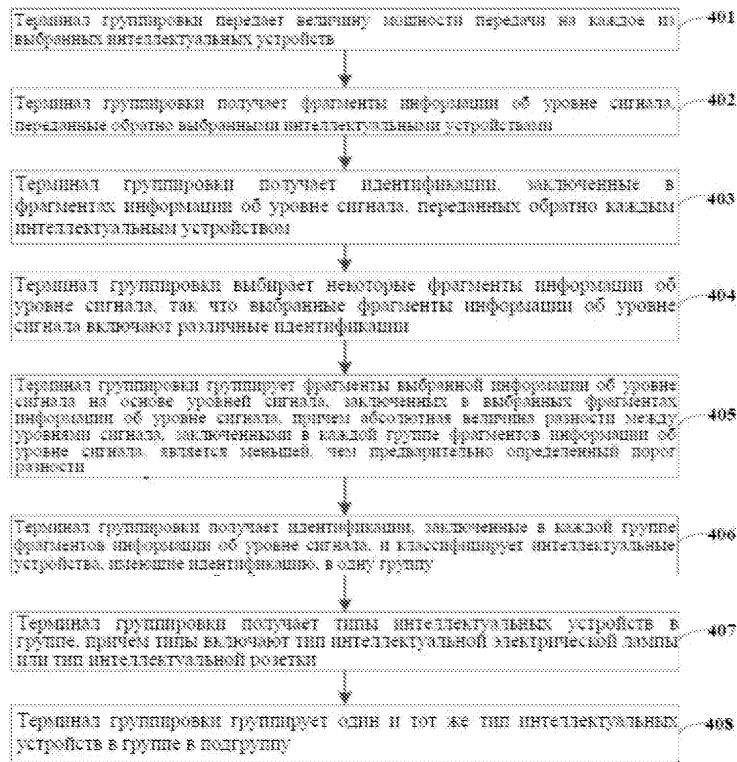 Терминал группировки передает величину мощности передачи на каждое из
выбранных интеллектуальных устройств
401
Терминал группировки получает фрагменты информации об уровне сигнала,
переданные обратно выбранными интеллектуальными устройствами
402
Терминал группировки получает идентификации, заключенные в
фрагментах информации об уровне сигнала, переданных обратно каждым
интеллектуальным устройством
403
Терминал группировки выбирает некоторые фрагменты информации об
уровне сигнала, так что выбранные фрагменты информации об уровне
сигнала включают различные идентификации
404
Терминал группировки группирует фрагменты выбранной информации об уровне
сигнала на основе уровней сигнала, заключенных в выбранных фрагментах
информации об уровне сигнала, причем абсолютная величина разности между
уровнями сигнала, заключенными в каждой группе фрагментов информации об
уровне сигнала, является меньшей, чем предварительно определенный порог
разности
405
Терминал группировки получает идентификации, заключенные в каждой группе
фрагментов информации об уровне сигнала, и классифицирует интеллектуальные
устройства, имеющие идентификацию, в одну группу
406
Терминал группировки получает типы интеллектуальных устройств в
группе, причем типы включают тип интеллектуальной электрической лампы
или тип интеллектуальной розетки
407
Терминал группировки группирует один и тот же тип интеллектуальных
устройств в группе в подгруппу
408